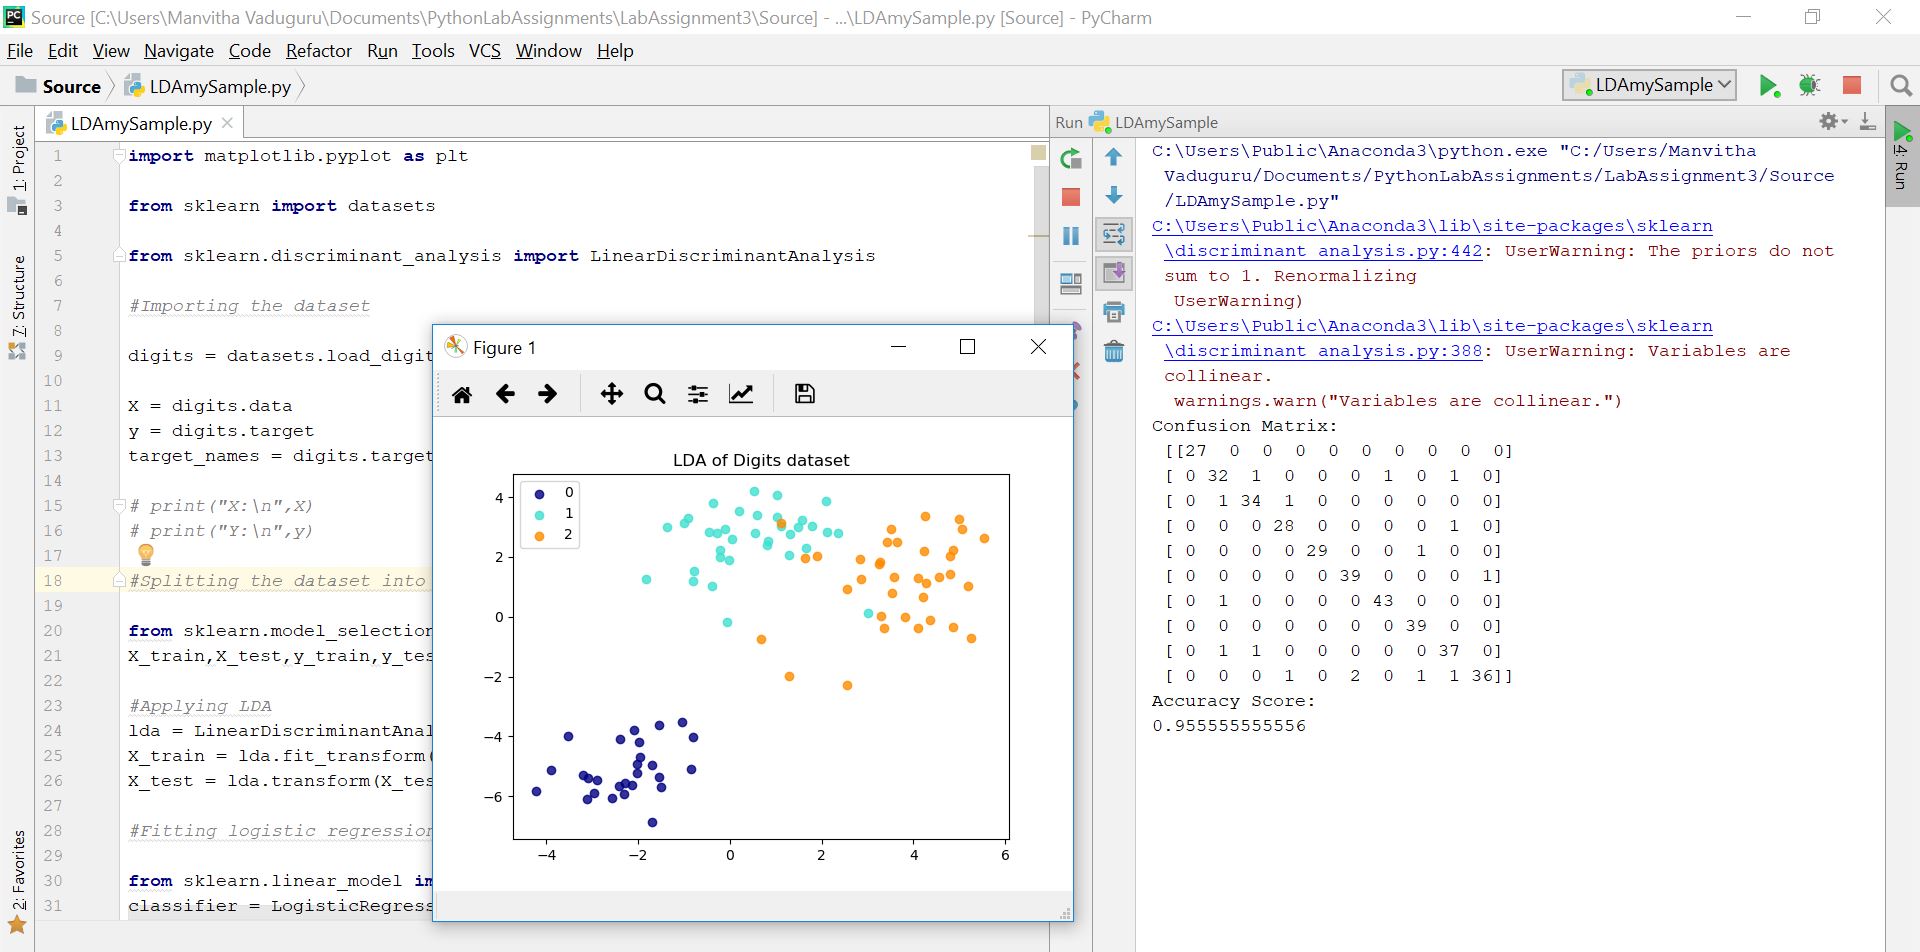 Source [C:\Users\Manvitha Vaduguru\Documents\PythonLabAssignments\LabAssignment3\Source] - ...\LDAmySample.py [Source] - PyCharm
File Edit View Navigate Code Refactor Run Tools VCS Window Help
Source LDAmySample.py LDAmySample
1: Project
7: Structure
2: Favorites
LDAmySample.py
1 import matplotlib.pyplot as plt
2
3 from sklearn import datasets
4
5 from sklearn.discriminant_analysis import LinearDiscriminantAnalysis
6
7 #Importing the dataset
8
9 digits = datasets.load_digit
10
11 X = digits.data
12 y = digits.target
13 target_names = digits.target
14
15 # print("X:\n",X)
16 # print("Y:\n",y)
17
18 #Splitting the dataset into
19
20 from sklearn.model_selection
21 X_train,X_test,y_train,y_tes
22
23 #Applying LDA
24 lda = LinearDiscriminantAnal
25 X_train = lda.fit_transform(
26 X_test = lda.transform(X_tes
27
28 #Fitting logistic regression
29
30 from sklearn.linear_model im
31 classifier = LogisticRegress
Figure 1
LDA of Digits dataset
0
1
2
4
2
0
−2
−4
−6
−4 −2 0 2 4 6
Run LDAmySample
4: Run
C:\Users\Public\Anaconda3\python.exe "C:/Users/Manvitha
Vaduguru/Documents/PythonLabAssignments/LabAssignment3/Source
/LDAmySample.py"
C:\Users\Public\Anaconda3\lib\site-packages\sklearn
\discriminant_analysis.py:442: UserWarning: The priors do not
sum to 1. Renormalizing
UserWarning)
C:\Users\Public\Anaconda3\lib\site-packages\sklearn
\discriminant_analysis.py:388: UserWarning: Variables are
collinear.
warnings.warn("Variables are collinear.")
Confusion Matrix:
[[27 0 0 0 0 0 0 0 0 0]
[ 0 32 1 0 0 0 1 0 1 0]
[ 0 1 34 1 0 0 0 0 0 0]
[ 0 0 0 28 0 0 0 0 1 0]
[ 0 0 0 0 29 0 0 1 0 0]
[ 0 0 0 0 0 39 0 0 0 1]
[ 0 1 0 0 0 0 43 0 0 0]
[ 0 0 0 0 0 0 0 39 0 0]
[ 0 1 1 0 0 0 0 0 37 0]
[ 0 0 0 1 0 2 0 1 1 36]]
Accuracy Score:
0.955555555556